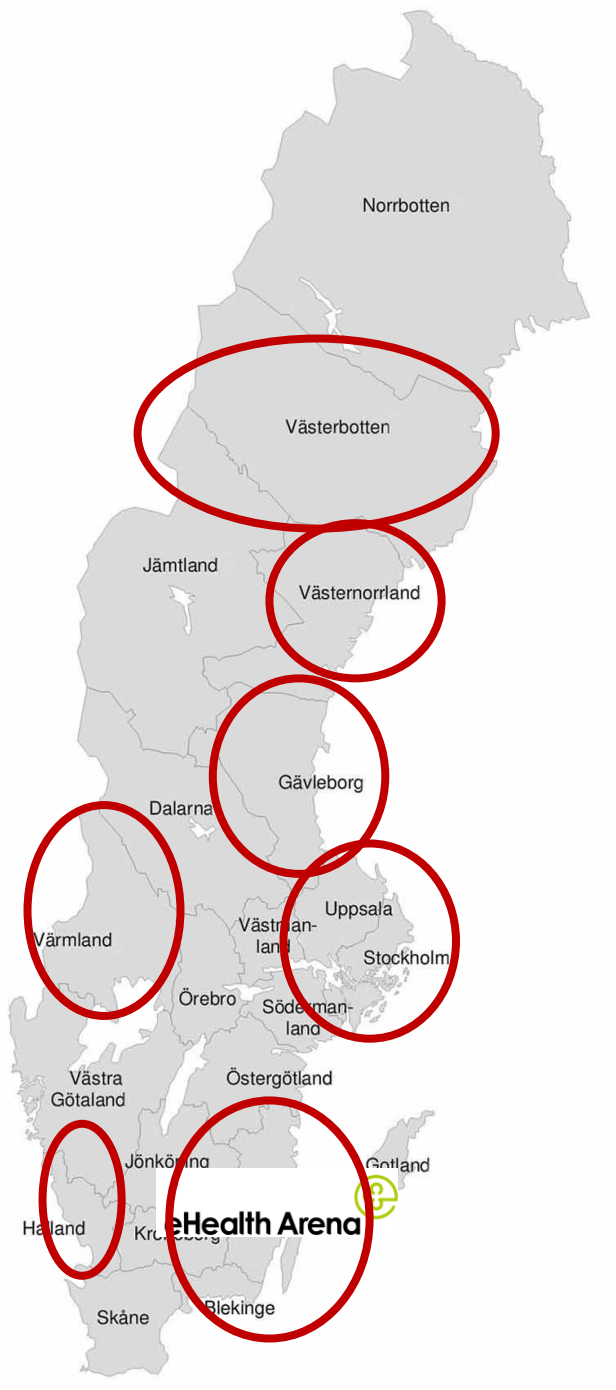 Norrbotten
Västerbotten
Jämtland
Västernorrland
Gävleborg
Dalarna
Uppsala
Västman-
land
Värmland
Stockholm
Örebro
Söderman-
land
Västra
Götaland
Östergötland
Jönköping
Gotland
eHealth Arena
Halland
Kronoberg
Blekinge
Skåne